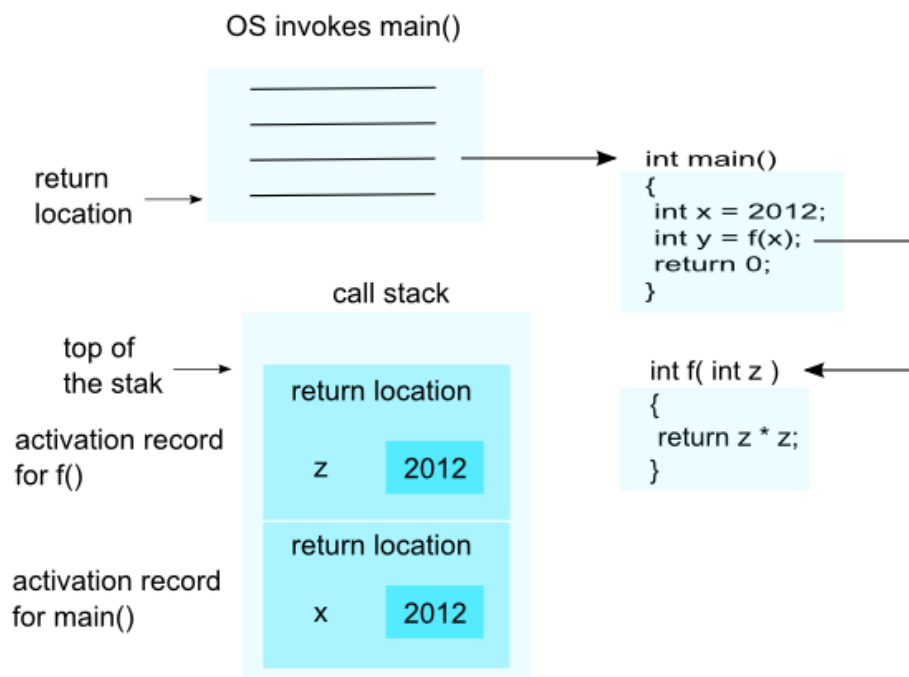 OS invokes main()
return
location
int main()
{
int x = 2012;
int y = f(x);
return 0;
}
call stack
top of
the stak
return location
activation record
for f()
z 2012
return location
activation record
for main()
x 2012
int f( int z )
{
return z * z;
}